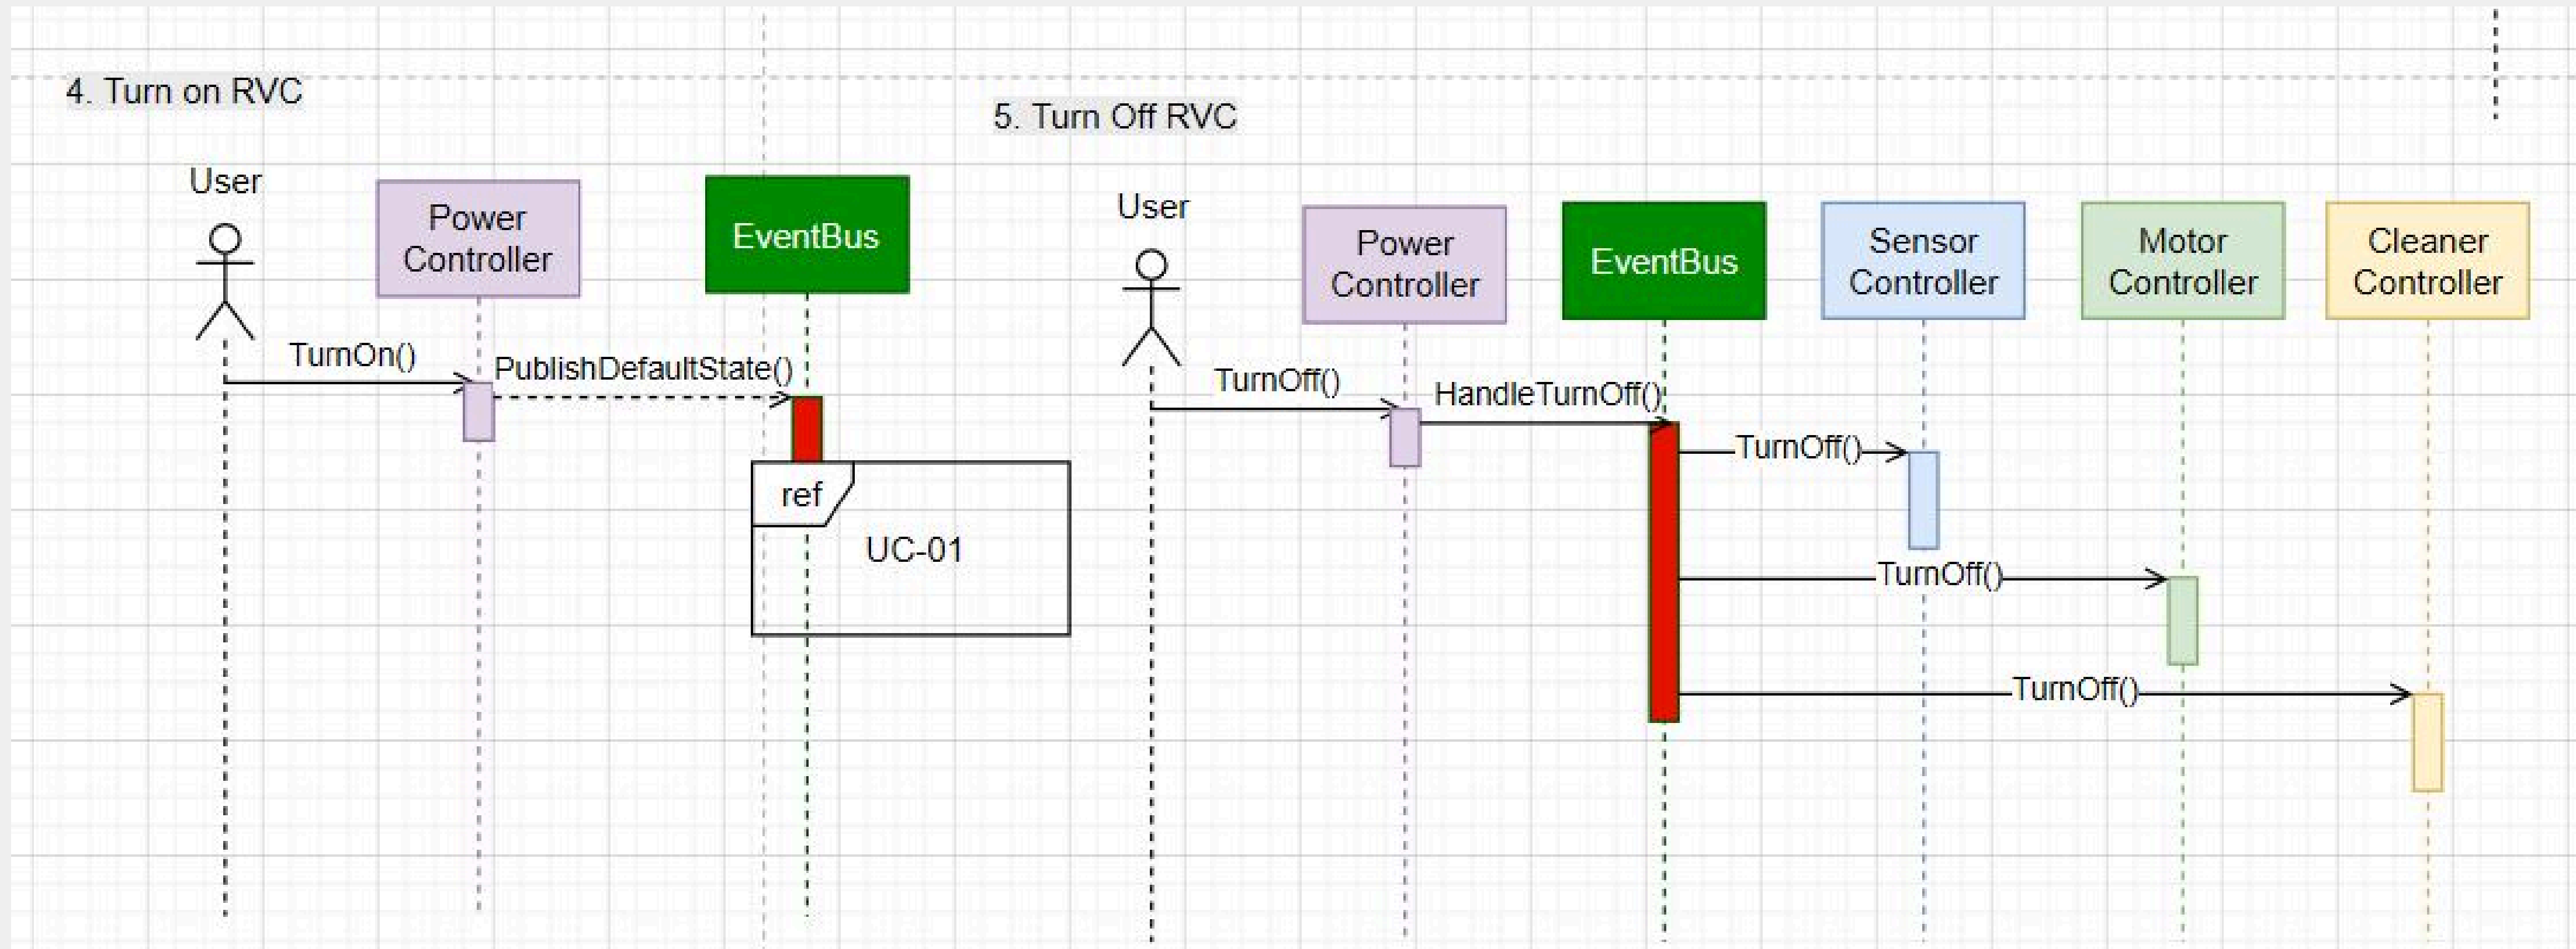 4. Turn on RVC
User
Power
Controller
EventBus
TurnOn()
PublishDefaultState()
ref
UC-01
5. Turn Off RVC
User
Power
Controller
EventBus
Sensor
Controller
Motor
Controller
Cleaner
Controller
TurnOff()
HandleTurnOff()
TurnOff()
TurnOff()
TurnOff()